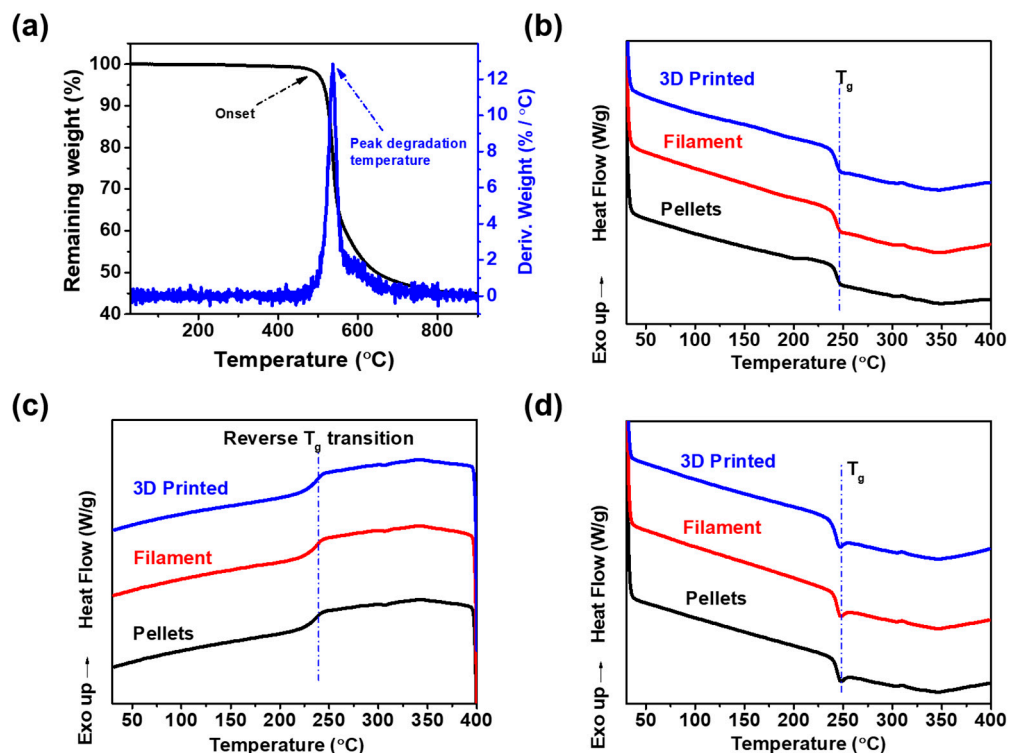 (a)
Remaining weight (%)
100
90
80
70
60
50
40
Onset
Peak degradation
temperature
12
10
8
6
4
2
0
Deriv. Weight (% / °C)
200 400 600 800
Temperature (°C)
(b)
Exo up → Heat Flow (W/g)
3D Printed
Filament
Pellets
Tg
50 100 150 200 250 300 350 400
Temperature (°C)
(c)
Exo up → Heat Flow (W/g)
Reverse Tg transition
3D Printed
Filament
Pellets
50 100 150 200 250 300 350 400
Temperature (°C)
(d)
Exo up → Heat Flow (W/g)
3D Printed
Filament
Pellets
Tg
50 100 150 200 250 300 350 400
Temperature (°C)